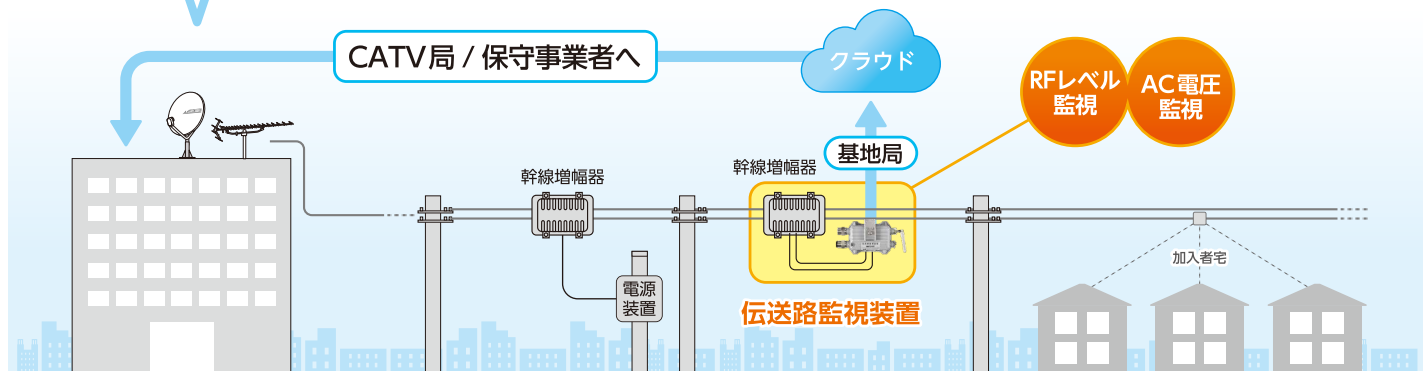 CATV局 / 保守事業者へ
クラウド
RFレベル
監視
AC電圧
監視
基地局
幹線増幅器
幹線増幅器
電源
装置
伝送路監視装置
加入者宅